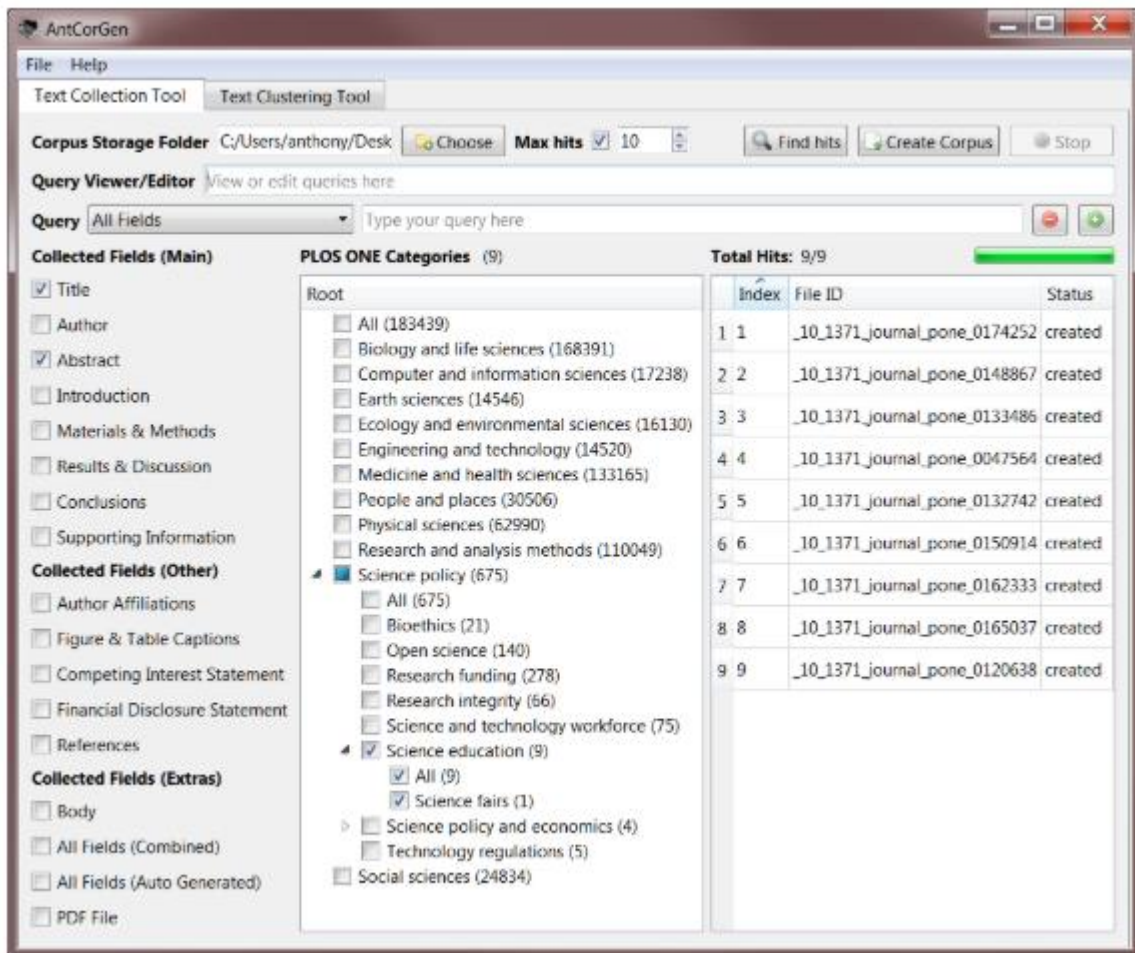 AntCorGen
File Help
Text Collection Tool Text Clustering Tool
Corpus Storage Folder C:/Users/anthony/Desk Choose Max hits 10 Find hits Create Corpus Stop
Query Viewer/Editor View or edit queries here
Query All Fields Type your query here
Collected Fields (Main)
Title
Author
Abstract
Introduction
Materials & Methods
Results & Discussion
Conclusions
Supporting Information
Collected Fields (Other)
Author Affiliations
Figure & Table Captions
Competing Interest Statement
Financial Disclosure Statement
References
Collected Fields (Extras)
Body
All Fields (Combined)
All Fields (Auto Generated)
PDF File
PLOS ONE Categories (9)
Root
All (183439)
Biology and life sciences (168391)
Computer and information sciences (17238)
Earth sciences (14546)
Ecology and environmental sciences (16130)
Engineering and technology (14520)
Medicine and health sciences (133165)
People and places (30506)
Physical sciences (62990)
Research and analysis methods (110049)
Science policy (675)
All (675)
Bioethics (21)
Open science (140)
Research funding (278)
Research integrity (66)
Science and technology workforce (75)
Science education (9)
All (9)
Science fairs (1)
Science policy and economics (4)
Technology regulations (5)
Social sciences (24834)
Total Hits: 9/9
Index File ID Status
1 1 _10_1371_journal_pone_0174252 created
2 2 _10_1371_journal_pone_0148867 created
3 3 _10_1371_journal_pone_0133486 created
4 4 _10_1371_journal_pone_0047564 created
5 5 _10_1371_journal_pone_0132742 created
6 6 _10_1371_journal_pone_0150914 created
7 7 _10_1371_journal_pone_0162333 created
8 8 _10_1371_journal_pone_0165037 created
9 9 _10_1371_journal_pone_0120638 created